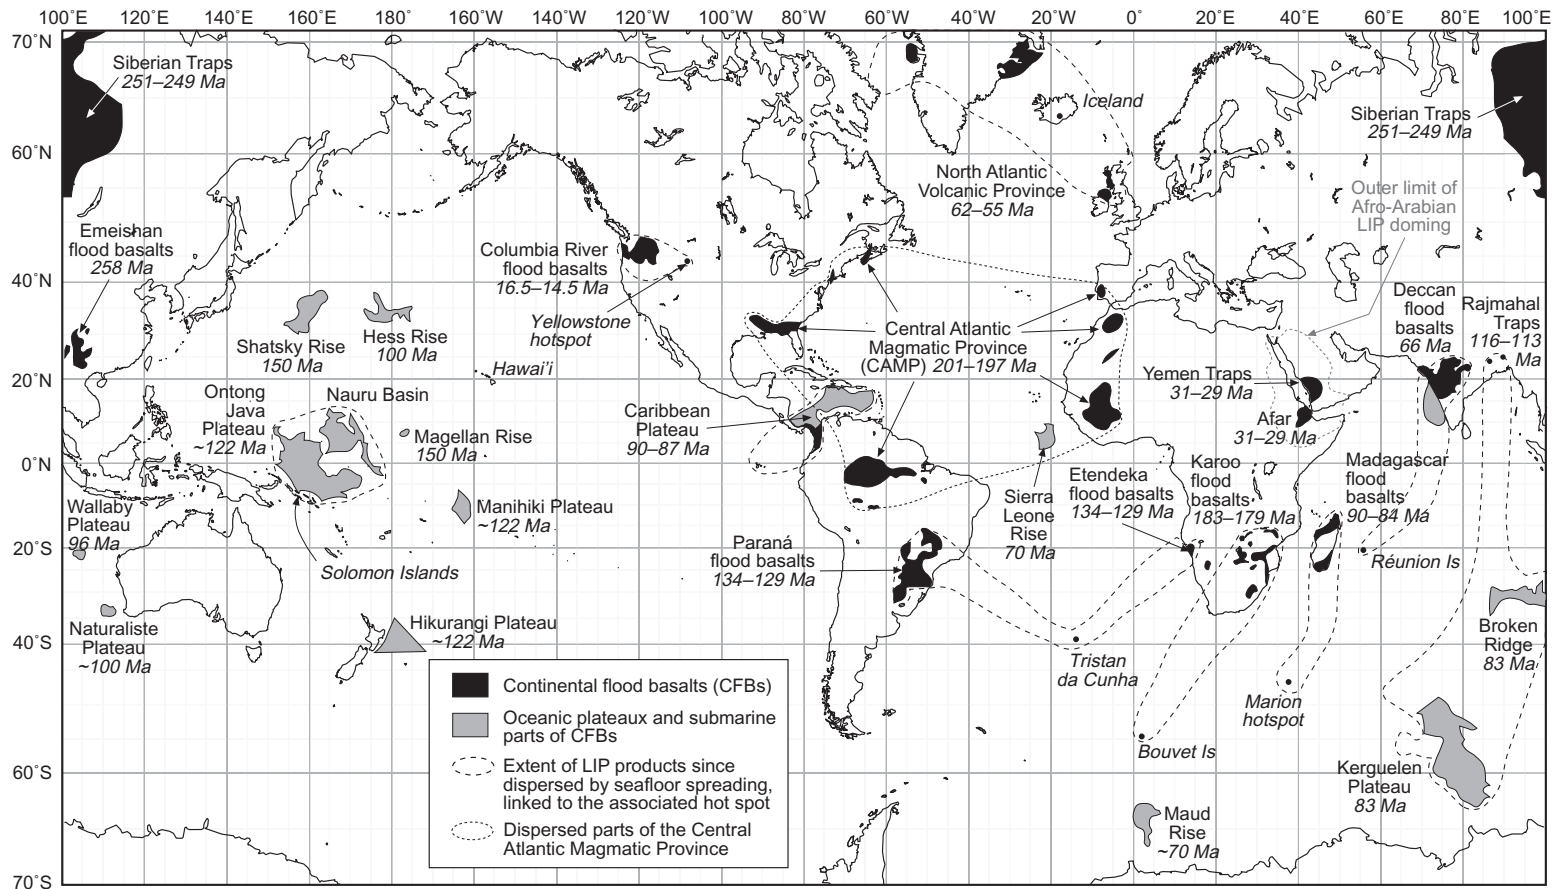 100°E 120°E 140°E 160°E 180° 160°W 140°W 120°W 100°W 80°W 60°W 40°W 20°W 0° 20°E 40°E 60°E 80°E 100°E
70°N
60°N
40°N
20°N
0°N
20°S
40°S
60°S
70°S
Siberian Traps
251–249 Ma
Emeishan
flood basalts
258 Ma
Shatsky Rise
150 Ma
Hess Rise
100 Ma
Hawai'i
Ontong
Java
Plateau
~122 Ma
Nauru Basin
Magellan Rise
150 Ma
Manihiki Plateau
~122 Ma
Wallaby
Plateau
96 Ma
Solomon Islands
Naturaliste
Plateau
~100 Ma
Hikurangi Plateau
~122 Ma
Columbia River
flood basalts
16.5–14.5 Ma
Yellowstone
hotspot
Caribbean
Plateau
90–87 Ma
Paraná
flood basalts
134–129 Ma
Iceland
North Atlantic
Volcanic Province
62–55 Ma
Central Atlantic
Magmatic Province
(CAMP) 201–197 Ma
Siberian Traps
251–249 Ma
Outer limit of
Afro-Arabian
LIP doming
Deccan
flood
basalts
66 Ma
Rajmahal
Traps
116–113
Ma
Yemen Traps
31–29 Ma
Afar
31–29 Ma
Sierra
Leone
Rise
70 Ma
Etendeka
flood basalts
134–129 Ma
Karoo
flood
basalts
183–179 Ma
Madagascar
flood
basalts
90–84 Ma
Réunion Is
Tristan
da Cunha
Bouvet Is
Marion
hotspot
Broken
Ridge
83 Ma
Kerguelen
Plateau
83 Ma
Maud
Rise
~70 Ma
Continental flood basalts (CFBs)
Oceanic plateaux and submarine
parts of CFBs
Extent of LIP products since
dispersed by seafloor spreading,
linked to the associated hot spot
Dispersed parts of the Central
Atlantic Magmatic Province